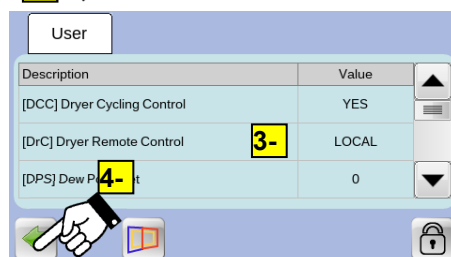 User
Description Value
[DCC] Dryer Cycling Control YES
[DrC] Dryer Remote Control 3- LOCAL
[DPS] Dew 4- 0